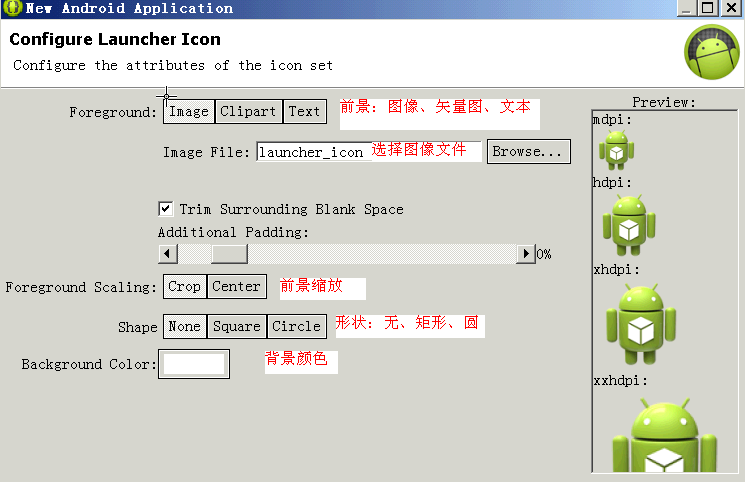 New Android Application
Configure Launcher Icon
Configure the attributes of the icon set
Foreground: Image Clipart Text 前景：图像、矢量图、文本
Image File: launcher_icon 选择图像文件 Browse...
Trim Surrounding Blank Space
Additional Padding:
0%
Foreground Scaling: Crop Center 前景缩放
Shape None Square Circle 形状：无、矩形、圆
Background Color: 背景颜色
Preview:
mdpi:
hdpi:
xhdpi:
xxhdpi: